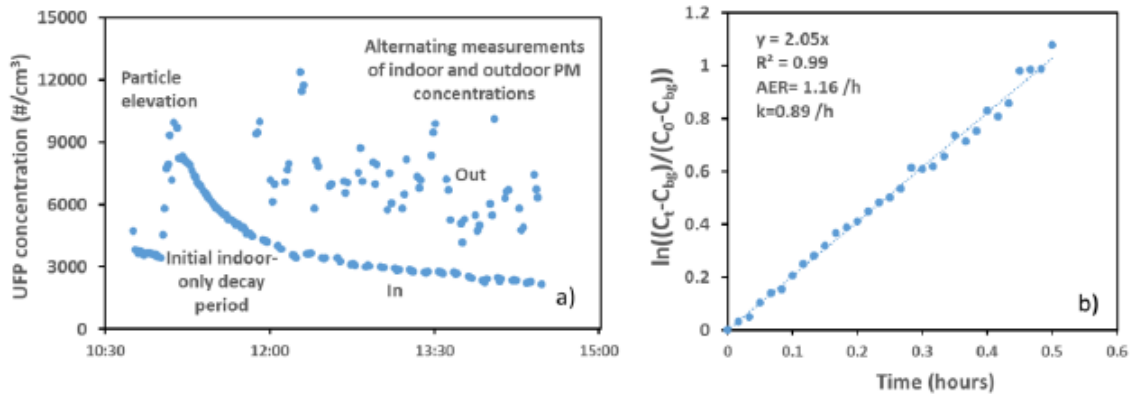 15000
12000
9000
6000
3000
0
UFP concentration (#/cm³)
Particle
elevation
Alternating measurements
of indoor and outdoor PM
concentrations
Out
Initial indoor-
only decay
period
In
a)
10:30
12:00
13:30
15:00
y = 2.05x
R² = 0.99
AER= 1.16 /h
k=0.89 /h
1.2
1
0.8
0.6
0.4
0.2
0
ln((Cₜ-C_bg)/(C₀-C_bg))
b)
0
0.1
0.2
0.3
0.4
0.5
0.6
Time (hours)